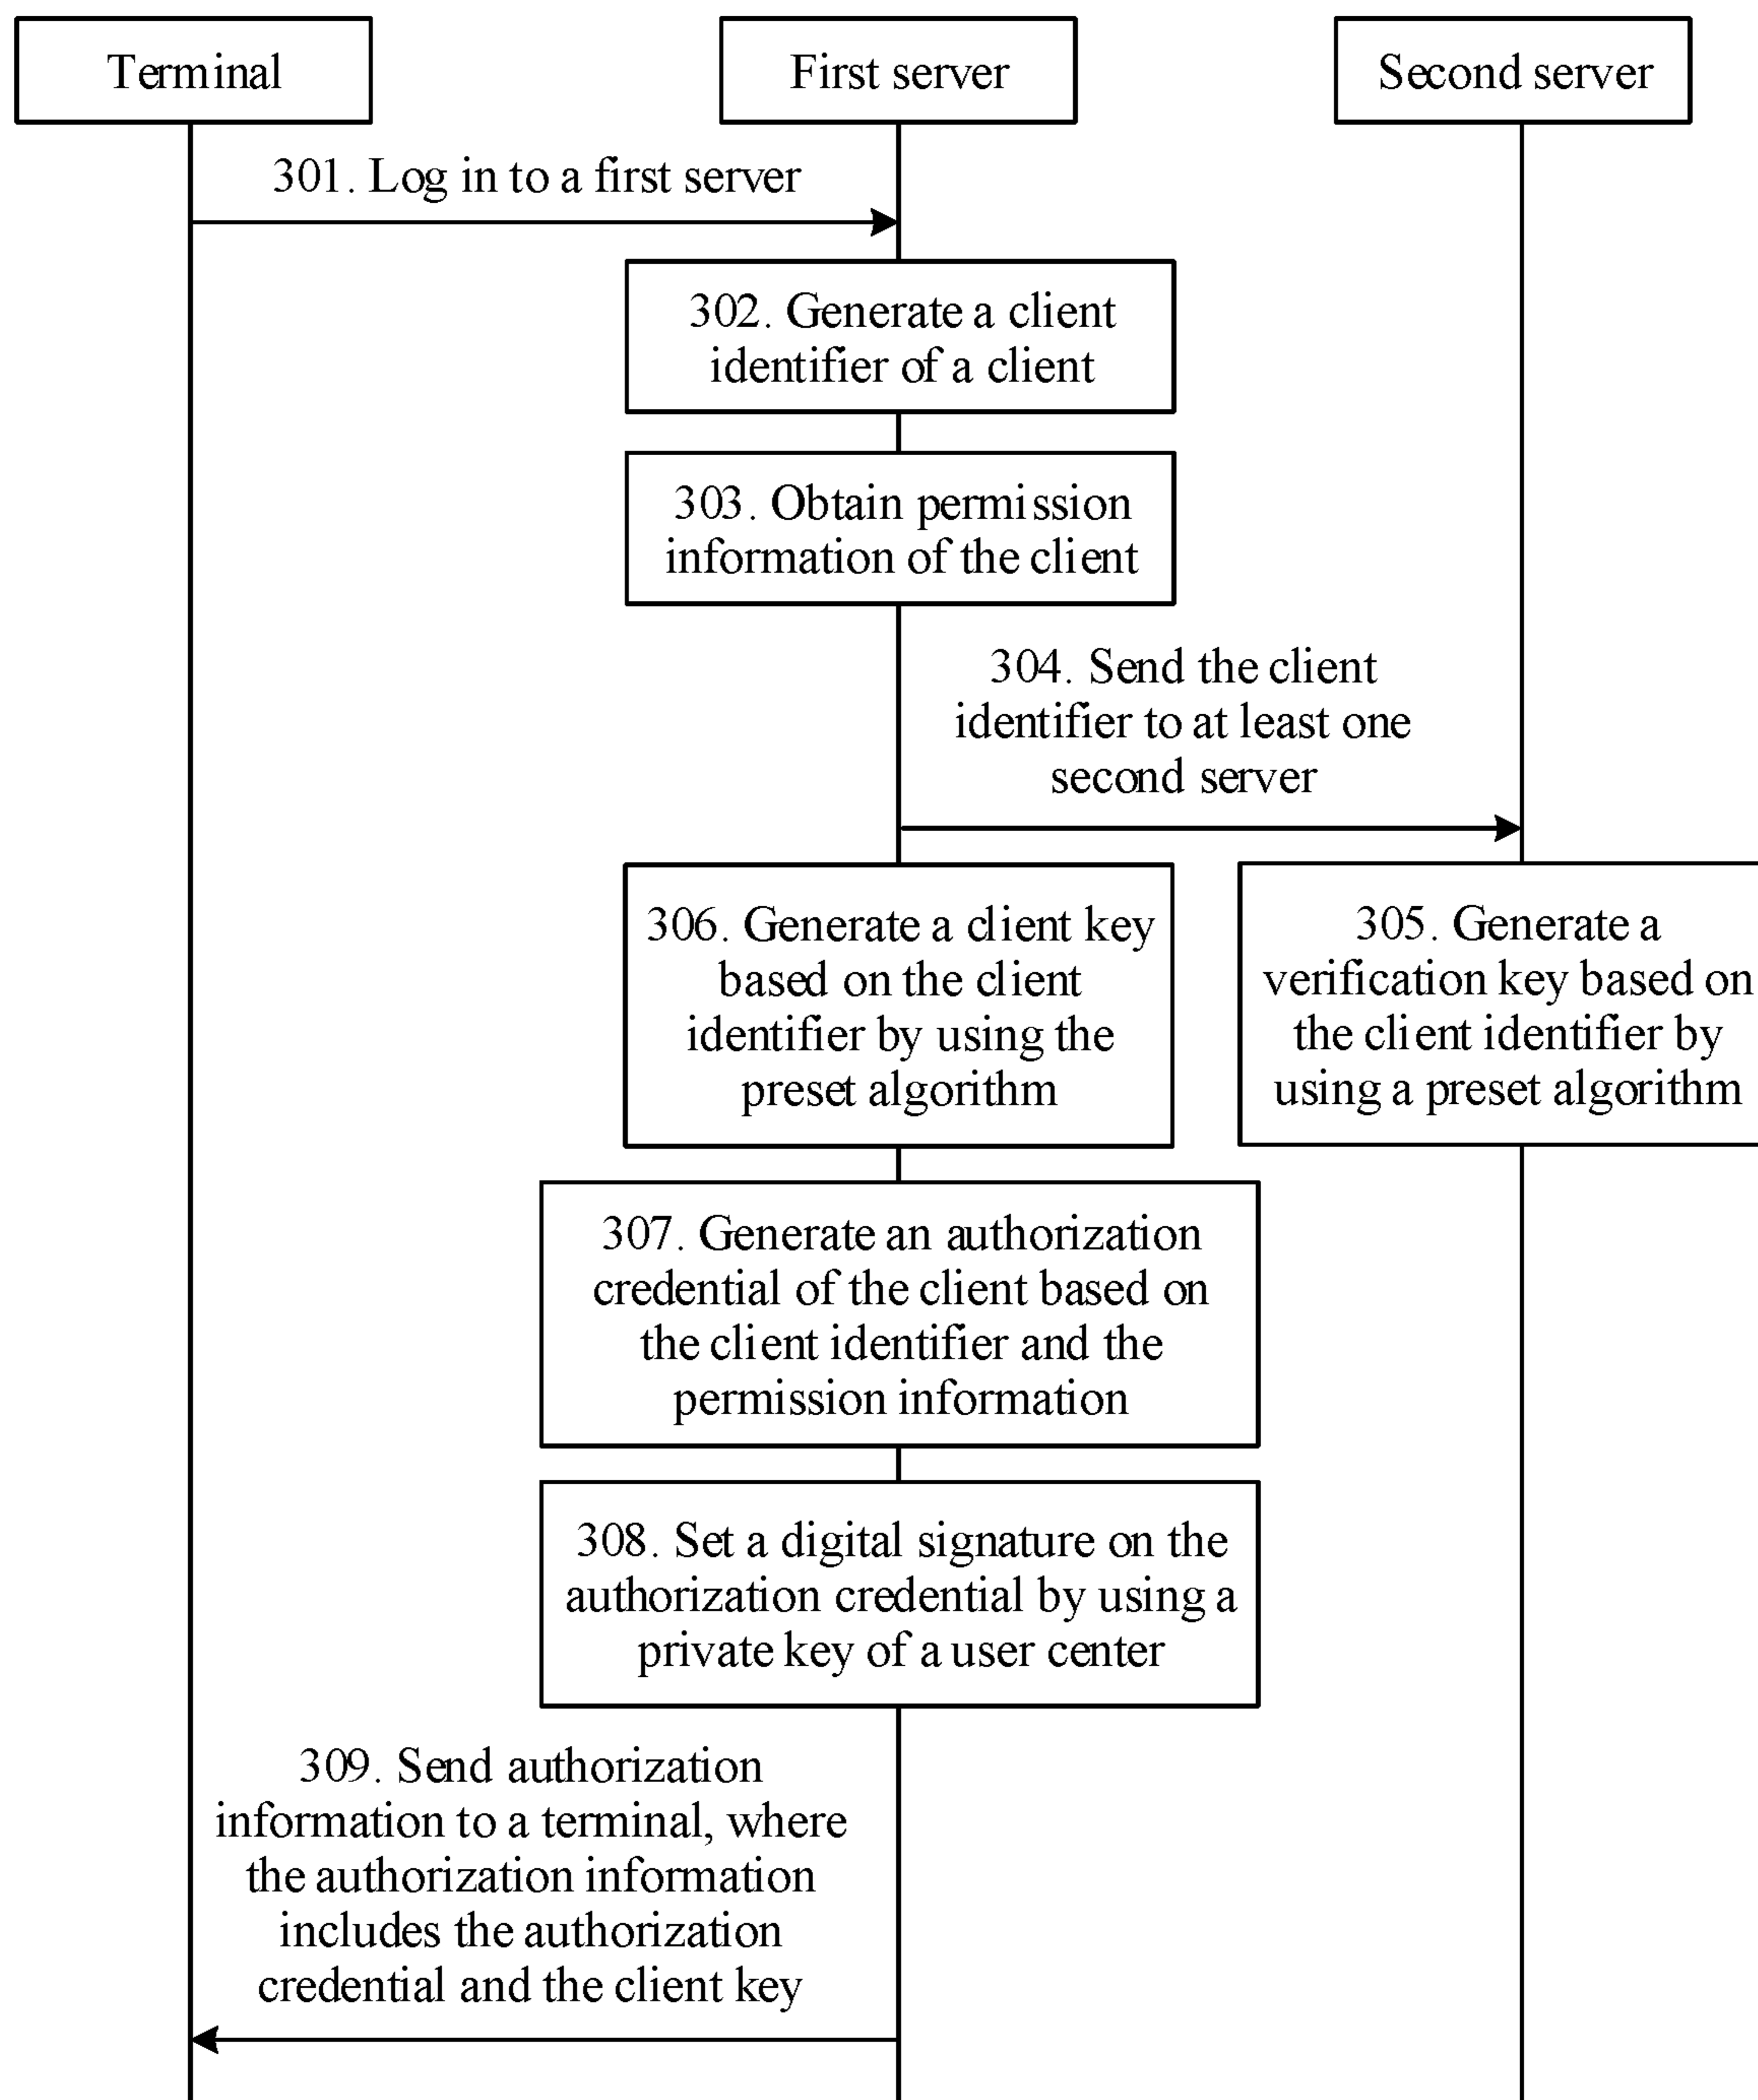 Terminal
First server
Second server
301. Log in to a first server
302. Generate a client
identifier of a client
303. Obtain permission
information of the client
304. Send the client
identifier to at least one
second server
306. Generate a client key
based on the client
identifier by using the
preset algorithm
305. Generate a
verification key based on
the client identifier by
using a preset algorithm
307. Generate an authorization
credential of the client based on
the client identifier and the
permission information
308. Set a digital signature on the
authorization credential by using a
private key of a user center
309. Send authorization
information to a terminal, where
the authorization information
includes the authorization
credential and the client key